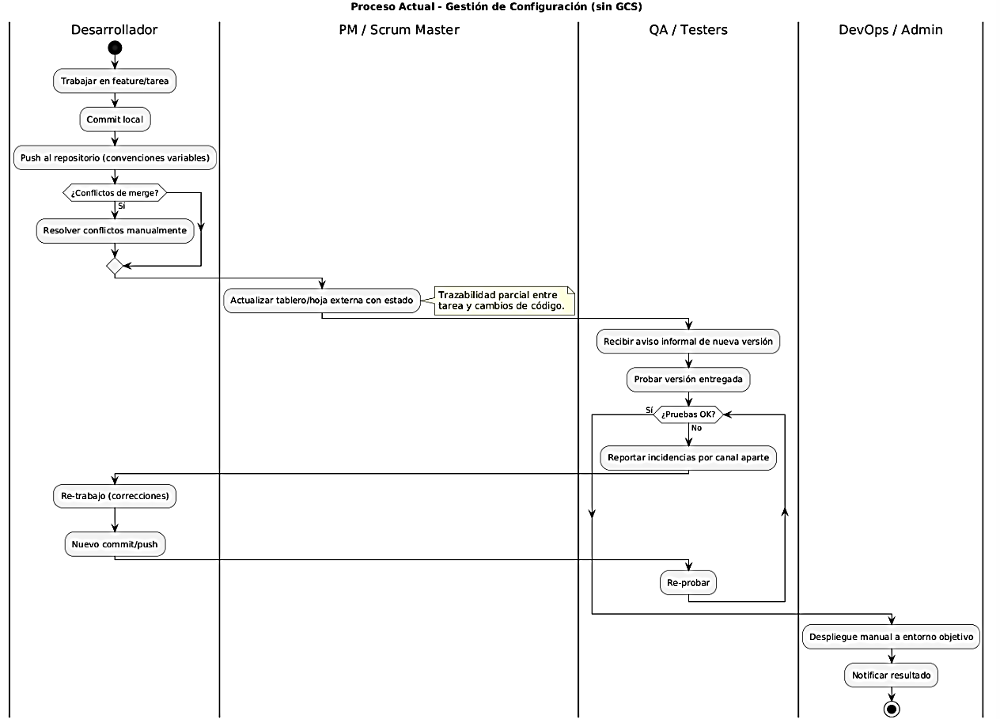 Proceso Actual - Gestión de Configuración (sin GCS)
Desarrollador
PM / Scrum Master
QA / Testers
DevOps / Admin
Trabajar en feature/tarea
Commit local
Push al repositorio (convenciones variables)
¿Conflictos de merge?
Sí
Resolver conflictos manualmente
Actualizar tablero/hoja externa con estado
Trazabilidad parcial entre
tarea y cambios de código.
Recibir aviso informal de nueva versión
Probar versión entregada
Sí
¿Pruebas OK?
No
Reportar incidencias por canal aparte
Re-trabajo (correcciones)
Nuevo commit/push
Re-probar
Despliegue manual a entorno objetivo
Notificar resultado